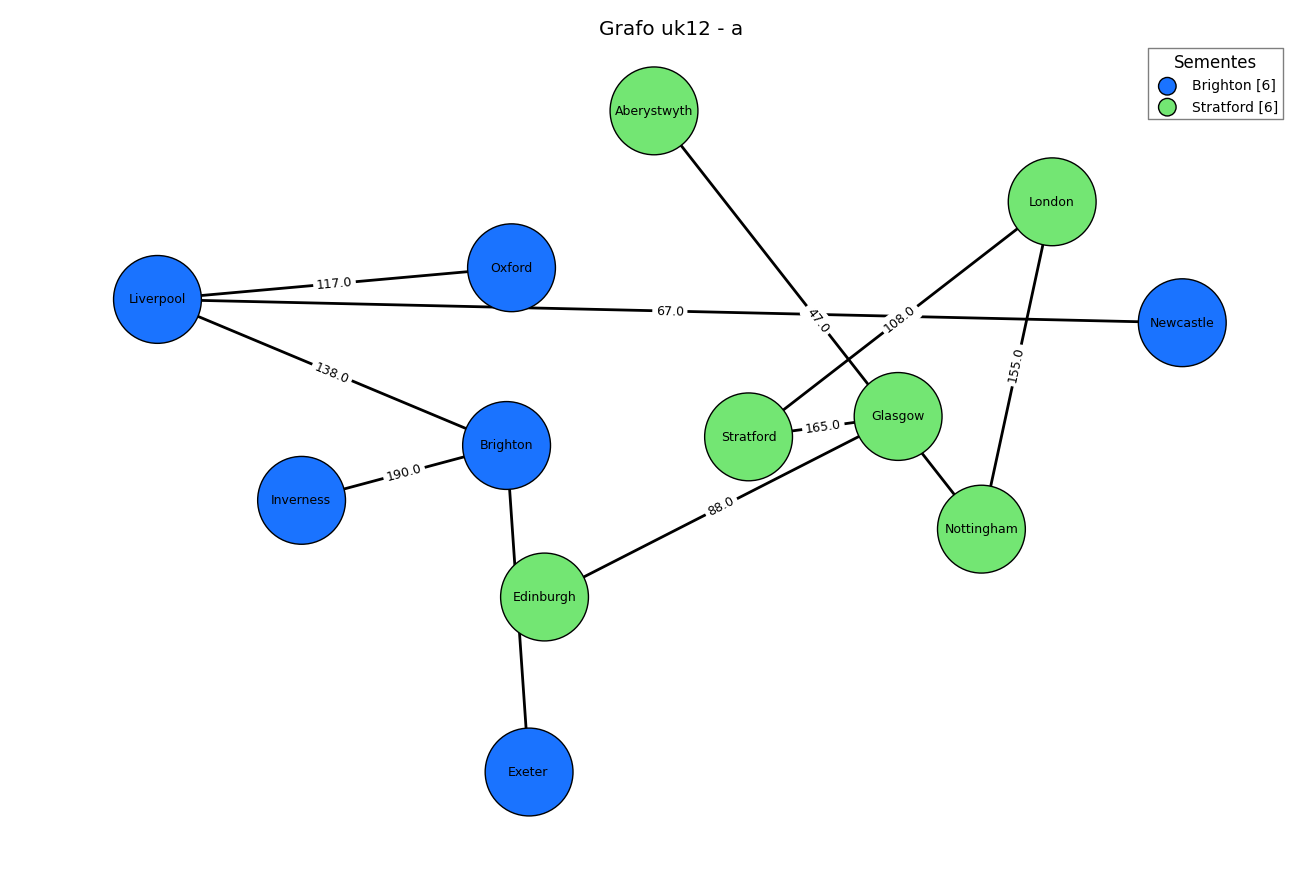 Grafo uk12 - a
Sementes
Brighton [6]
Stratford [6]
Aberystwyth
London
Oxford
Liverpool
117.0
67.0
47.0
108.0
Newcastle
138.0
155.0
Glasgow
165.0
Stratford
Brighton
190.0
Inverness
88.0
Nottingham
Edinburgh
Exeter